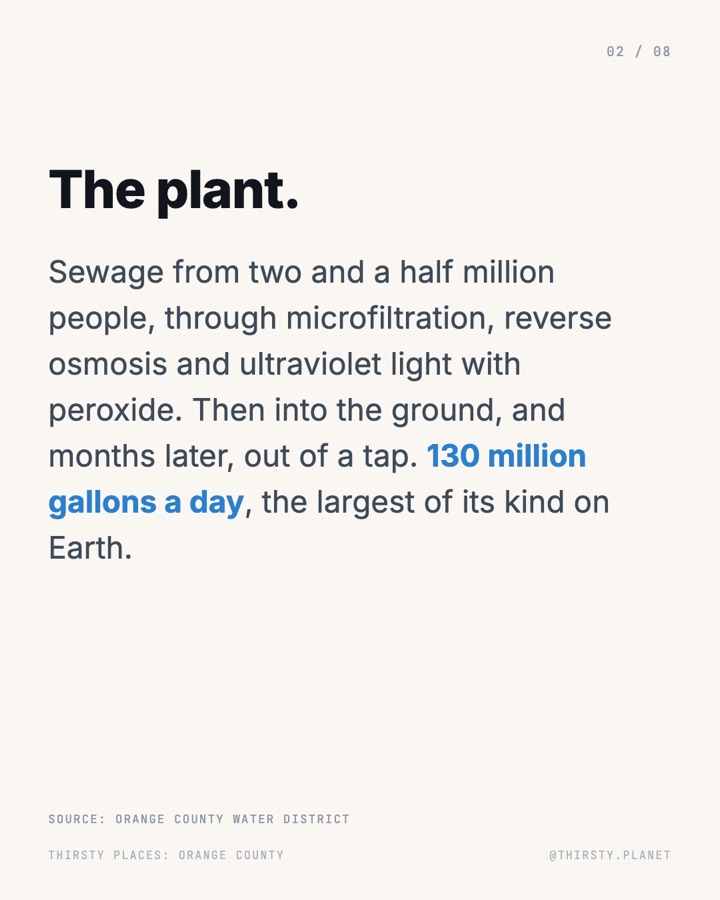 02 / 08
The plant.
Sewage from two and a half million
people, through microfiltration, reverse
osmosis and ultraviolet light with
peroxide. Then into the ground, and
months later, out of a tap. 130 million
gallons a day, the largest of its kind on
Earth.
SOURCE: ORANGE COUNTY WATER DISTRICT
THIRSTY PLACES: ORANGE COUNTY
@THIRSTY.PLANET